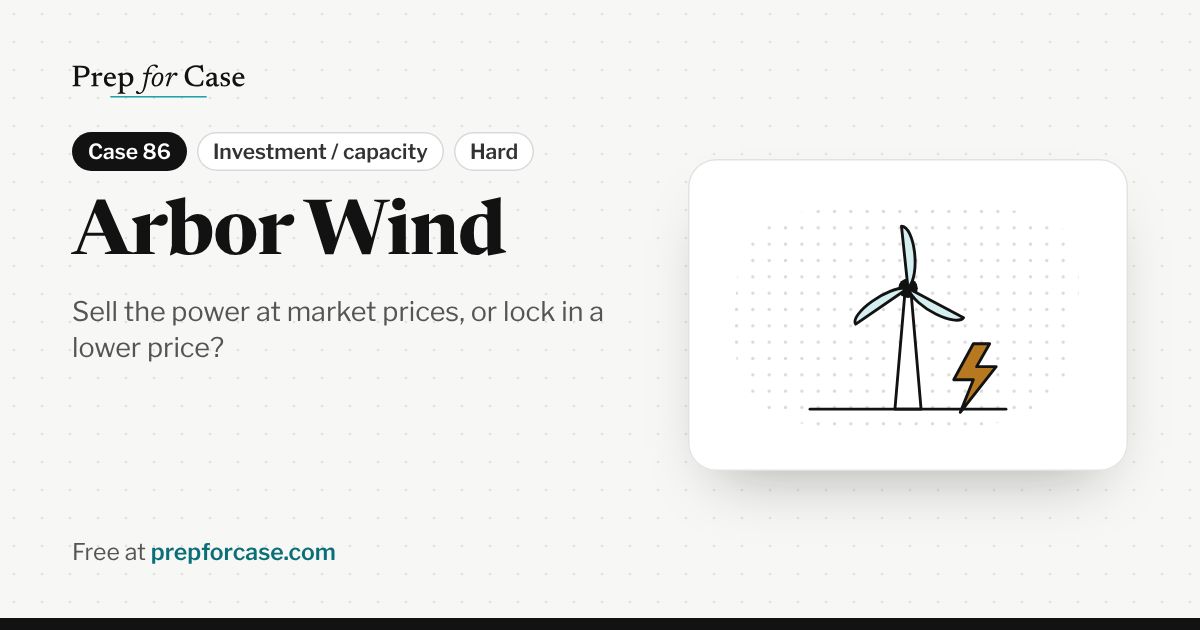 Prep for Case
Case 86
Investment / capacity
Hard
Arbor Wind
Sell the power at market prices, or lock in a
lower price?
Free at prepforcase.com